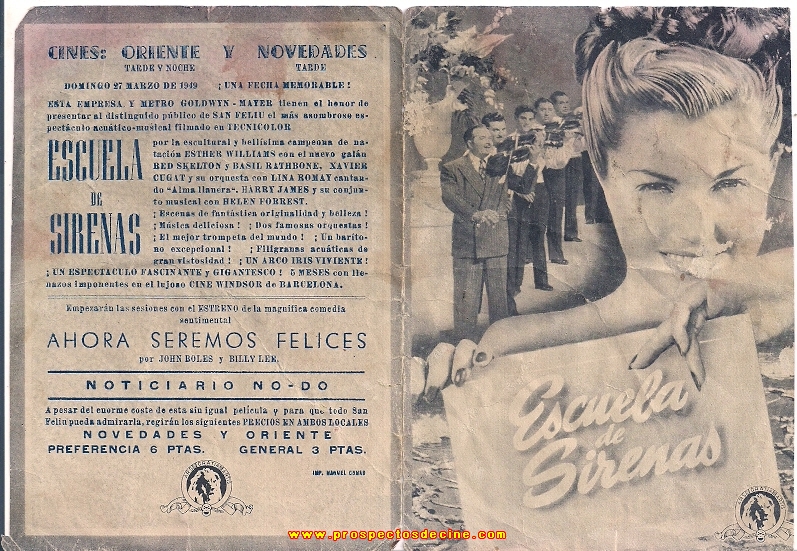 CINES: ORIENTE Y NOVEDADES
TARDE Y NOCHE TARDE
DOMINGO 27 MARZO DE 1949 ¡UNA FECHA MEMORABLE!
ESTA EMPRESA Y METRO GOLDWYN-MAYER tienen el honor de
presentar al distinguido público de SAN FELIU el más asombroso es-
pectáculo acuático-musical filmado en TECNICOLOR
ESCUELA
DE
SIRENAS
por la escultural y bellísima campeona de na-
tación ESTHER WILLIAMS con el nuevo galán
RED SKELTON y BASIL RATHBONE, XAVIER
CUGAT y su orquesta con LINA ROMAY cantan-
do "Alma llanera". HARRY JAMES y su conjun-
to musical con HELEN FORREST.
¡Escenas de fantástica originalidad y belleza!
¡Música deliciosa! ¡Dos famosas orquestas!
¡El mejor trompeta del mundo! ¡Un baríto-
no excepcional! ¡Filigranas acuáticas de
gran vistosidad! ¡UN ARCO IRIS VIVIENTE!
¡UN ESPECTACULO FASCINANTE y GIGANTESCO! 5 MESES con lle-
nazos imponentes en el lujoso CINE WINDSOR de BARCELONA.
Empezarán las sesiones con el ESTRENO de la magnífica comedia
sentimental
AHORA SEREMOS FELICES
por JOHN BOLES y BILLY LEE.
NOTICIARIO NO-DO
A pesar del enorme coste de esta sin igual película y para que todo San
Feliu pueda admirarla, regirán los siguientes PRECIOS EN AMBOS LOCALES
NOVEDADES Y ORIENTE
PREFERENCIA 6 PTAS. GENERAL 3 PTAS.
Escuela
de
Sirenas
www.prospectosdecine.com